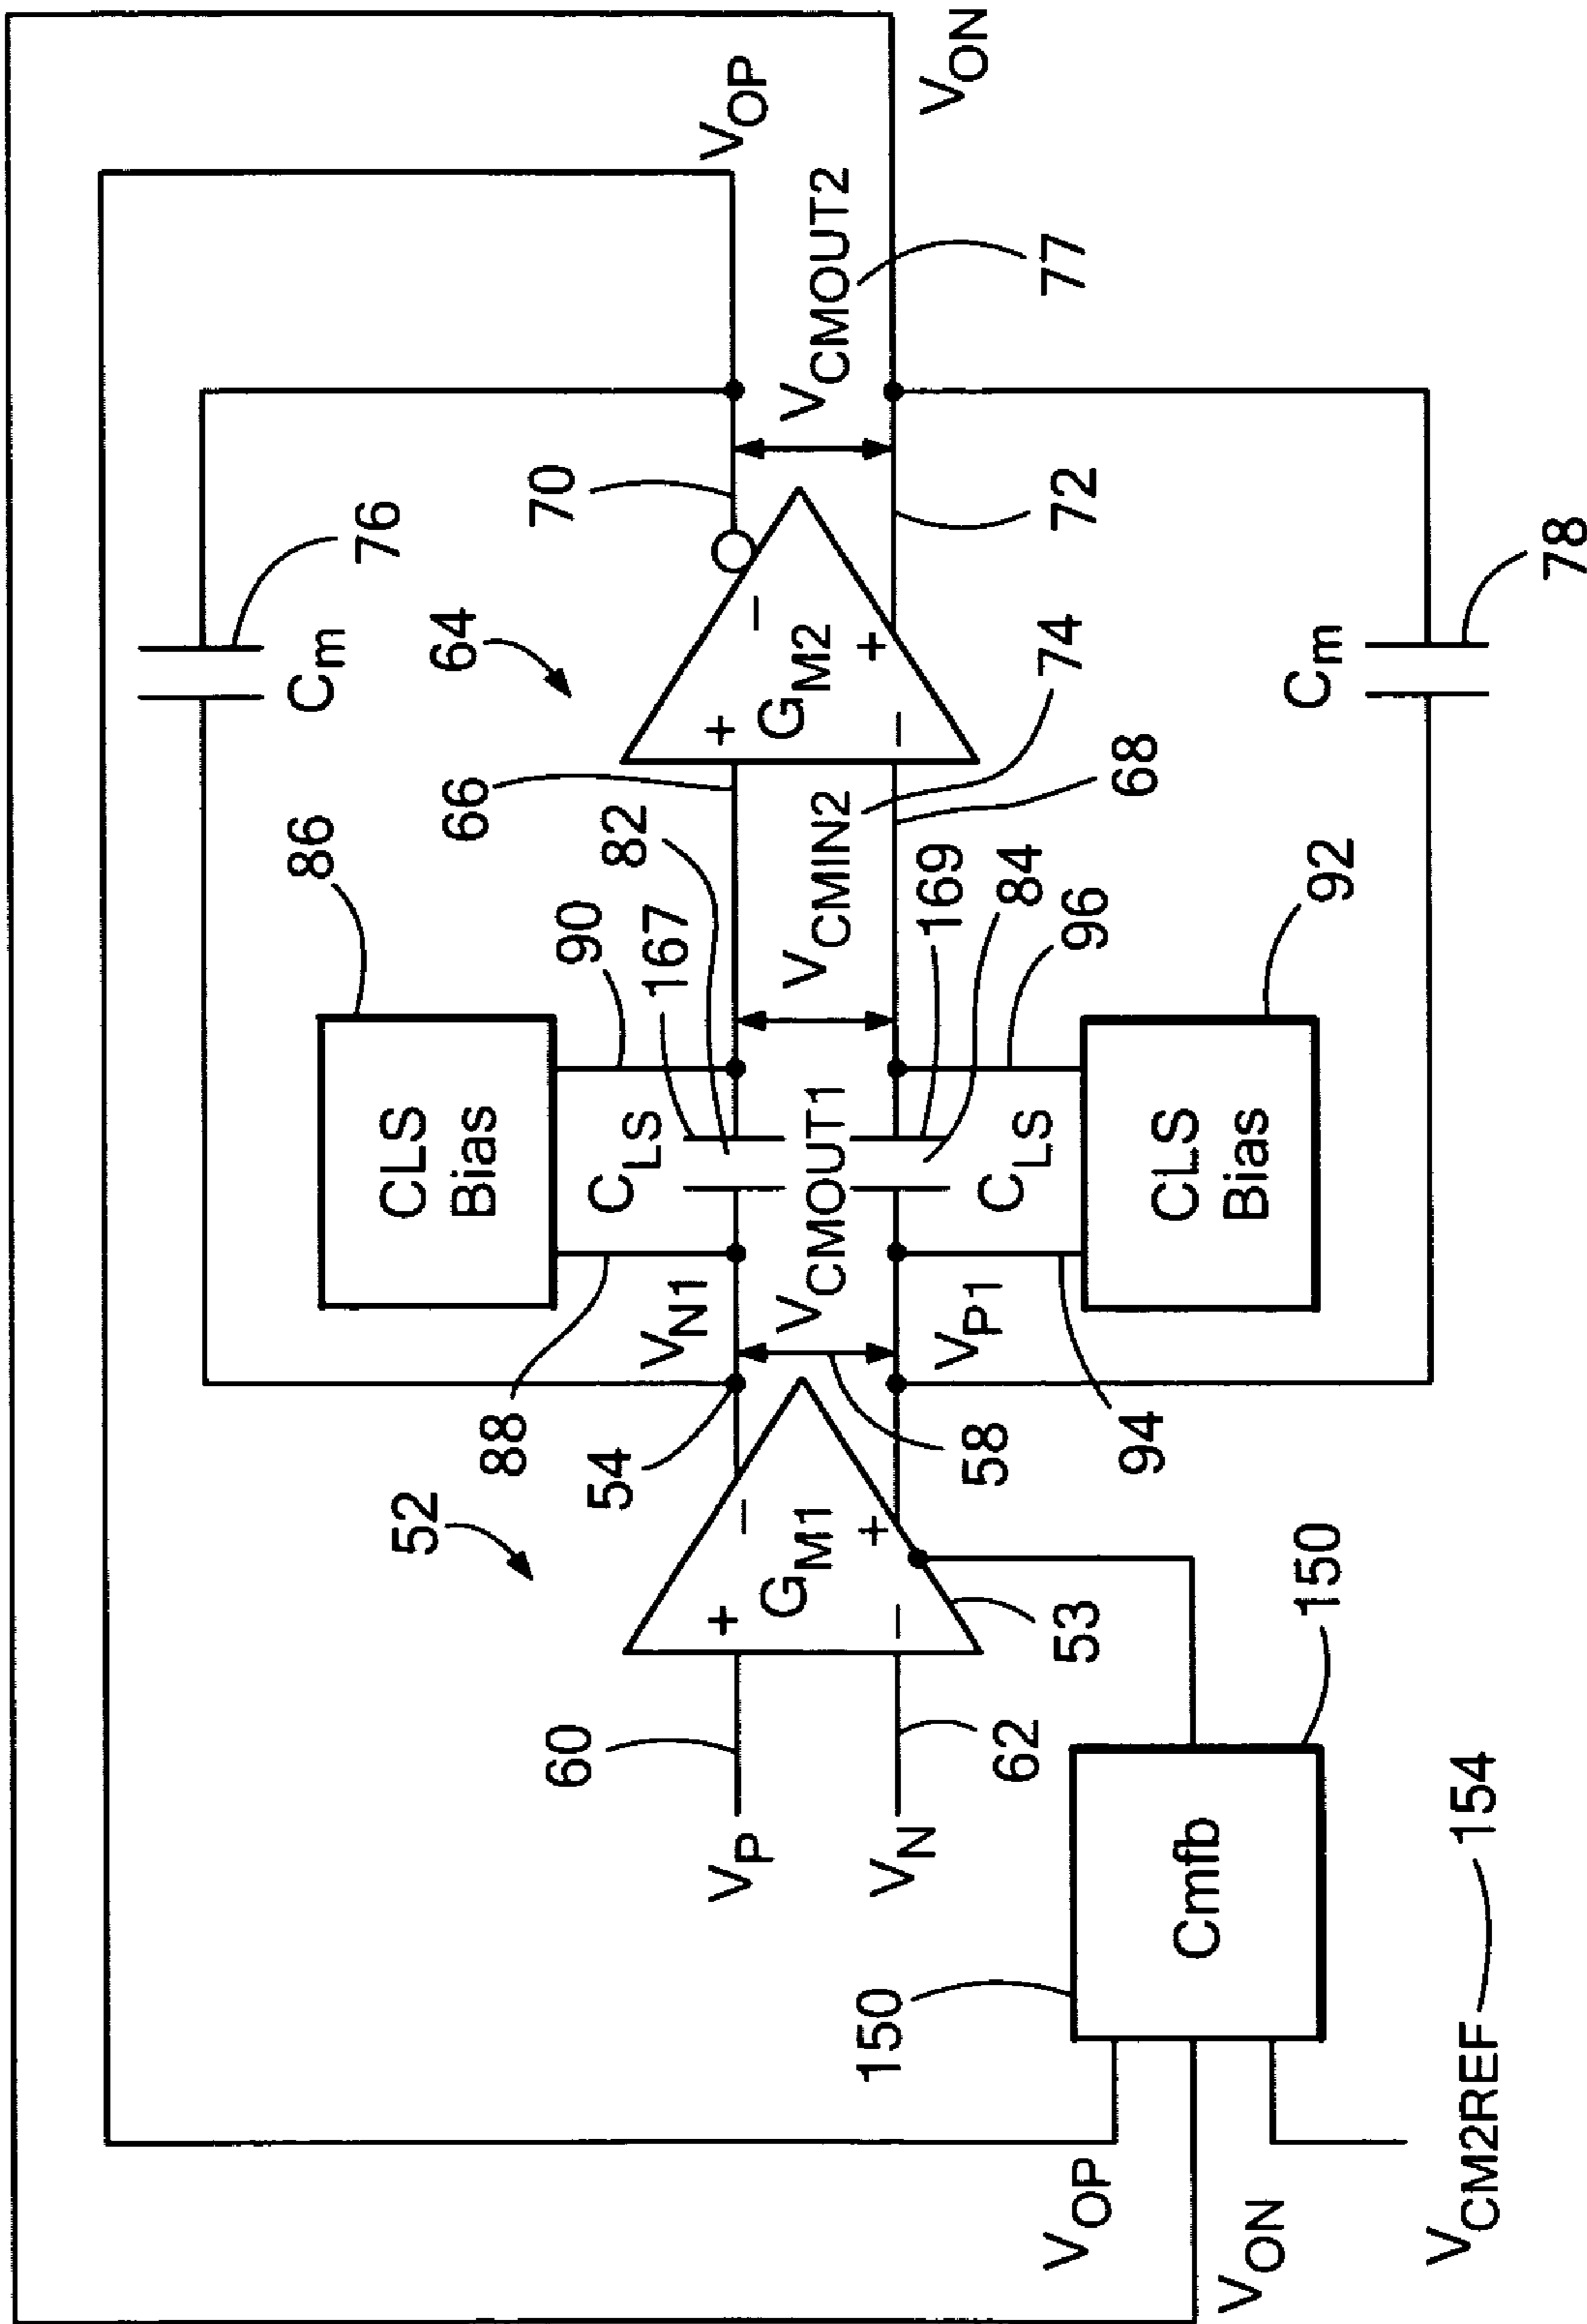 V_ON
V_OP
76
C_m
86
CLS
Bias
64
70
V_CMOUT2
77
66
82
167
90
88
C_LS
V_N1
54
52
+
−
G_M2
−
+
72
74
V_CMIN2
68
V_CMOUT1
169
84
58
V_P1
C_LS
96
94
CLS
Bias
92
C_m
78
60
V_P
+
−
G_M1
−
+
53
62
V_N
150
150
Cmfb
V_OP
V_ON
V_CM2REF
154